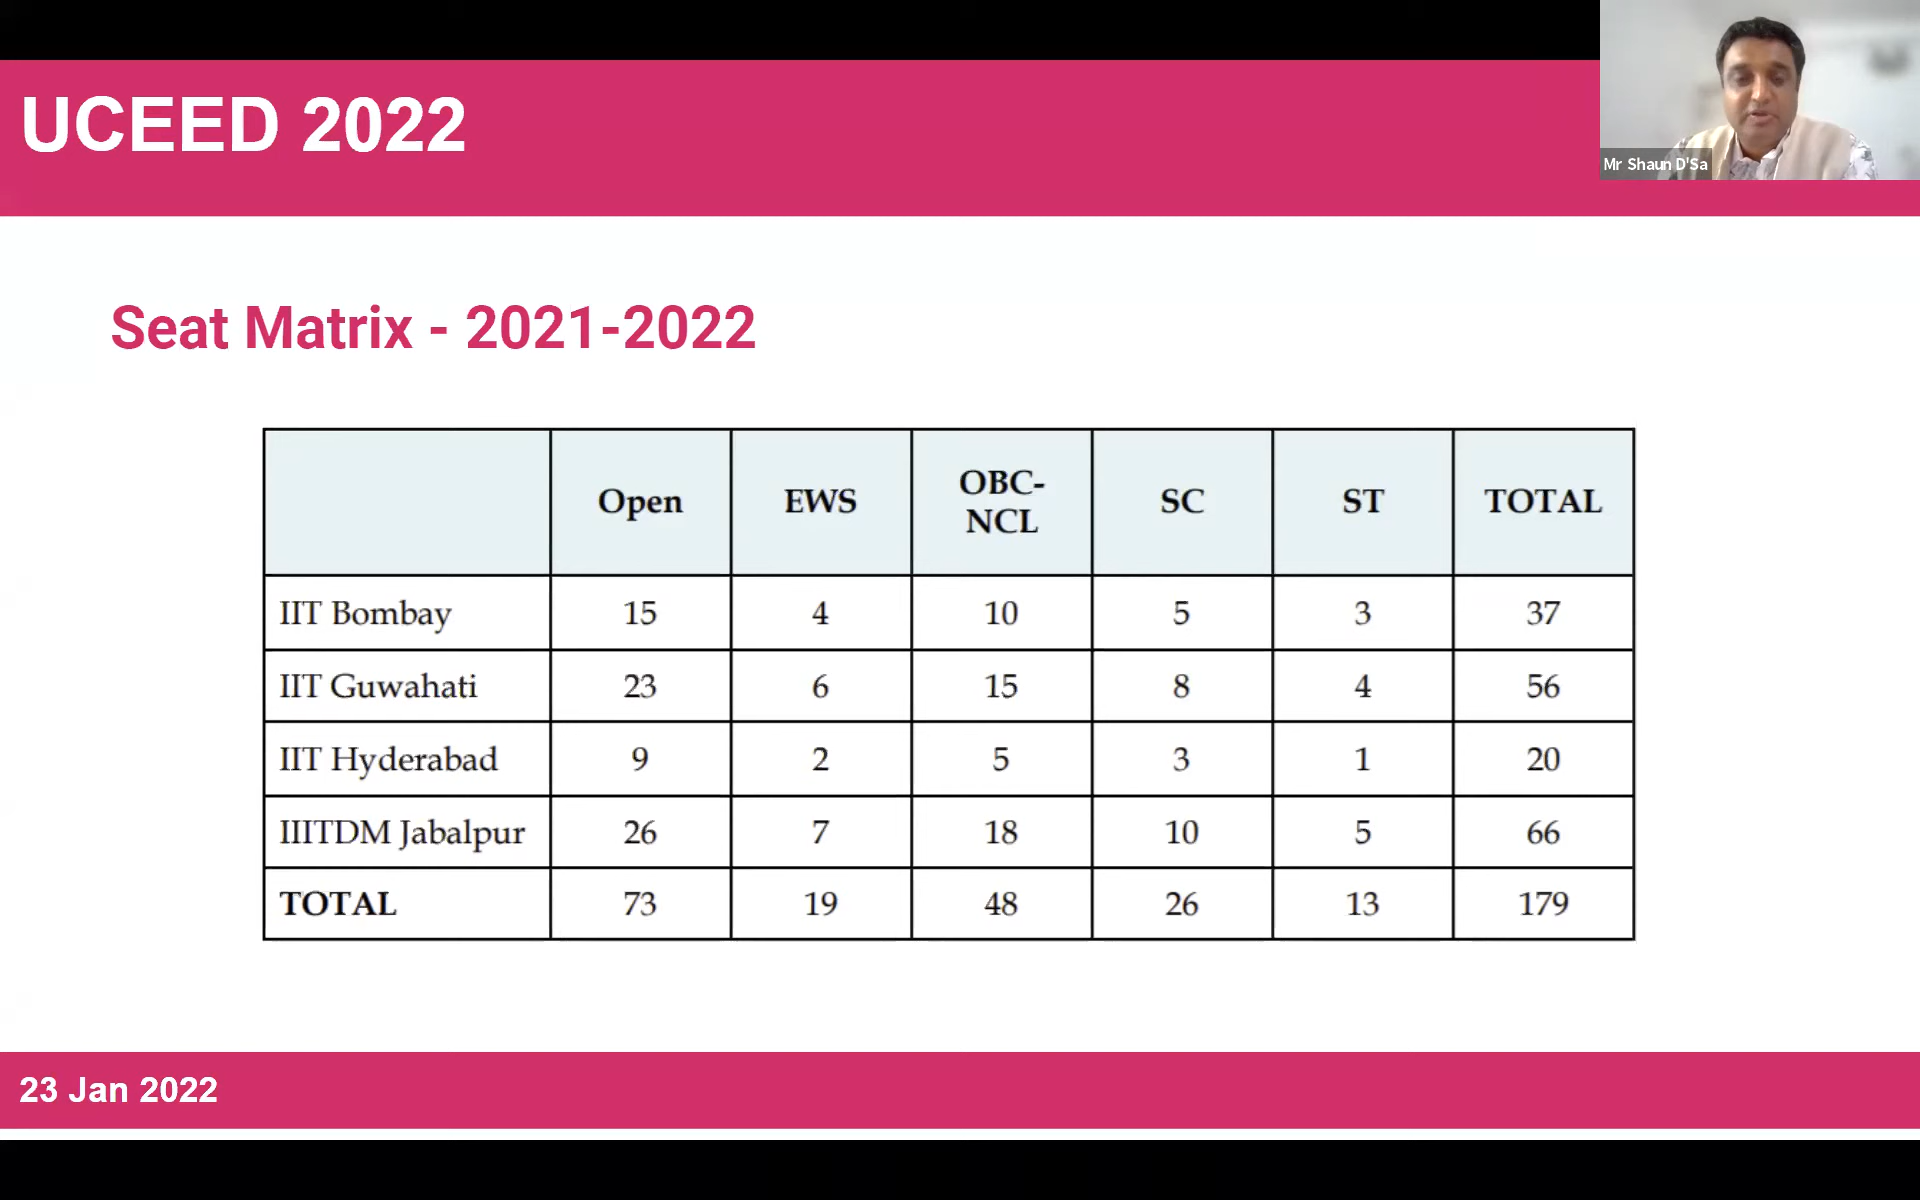 UCEED 2022
Mr Shaun D'Sa
Seat Matrix - 2021-2022
Open EWS OBC-NCL SC ST TOTAL
IIT Bombay 15 4 10 5 3 37
IIT Guwahati 23 6 15 8 4 56
IIT Hyderabad 9 2 5 3 1 20
IIITDM Jabalpur 26 7 18 10 5 66
TOTAL 73 19 48 26 13 179
23 Jan 2022